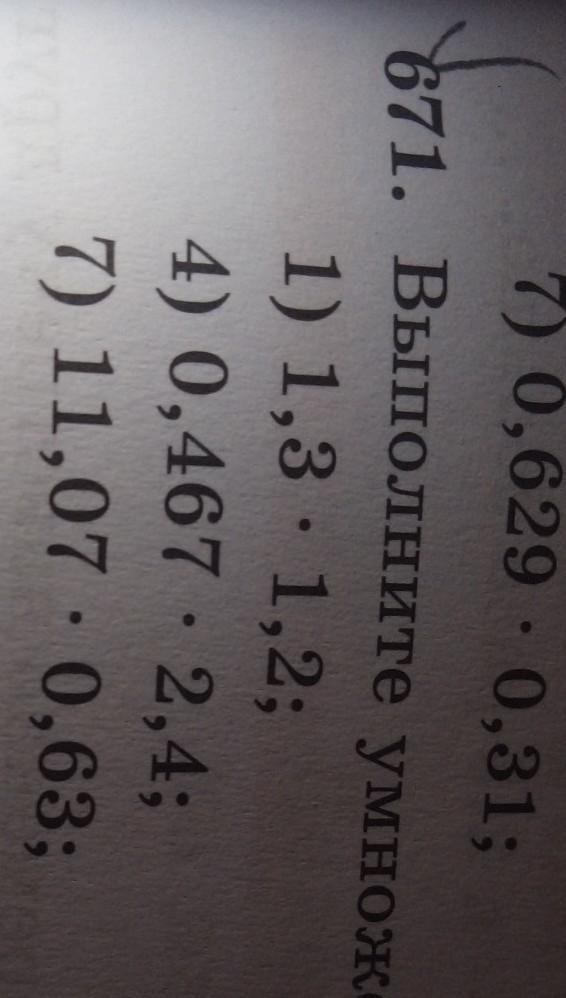 7) 0,629 · 0,31;
671. Выполните
1) 1,3 · 1,2;
4) 0,467 · 2,4;
7) 11,07 · 0,63;